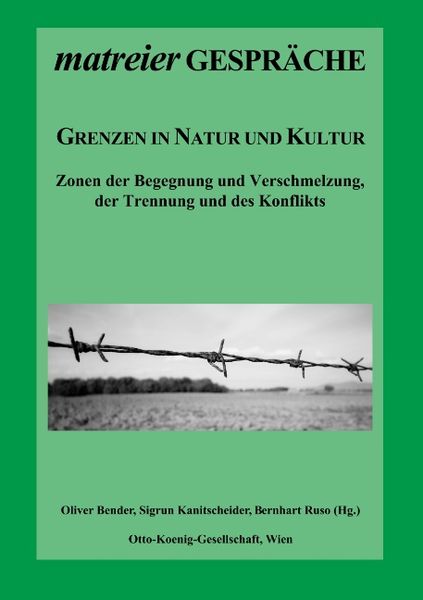 matreier GESPRÄCHE
GRENZEN IN NATUR UND KULTUR
Zonen der Begegnung und Verschmelzung,
der Trennung und des Konflikts
Oliver Bender, Sigrun Kanitscheider, Bernhart Ruso (Hg.)
Otto-Koenig-Gesellschaft, Wien